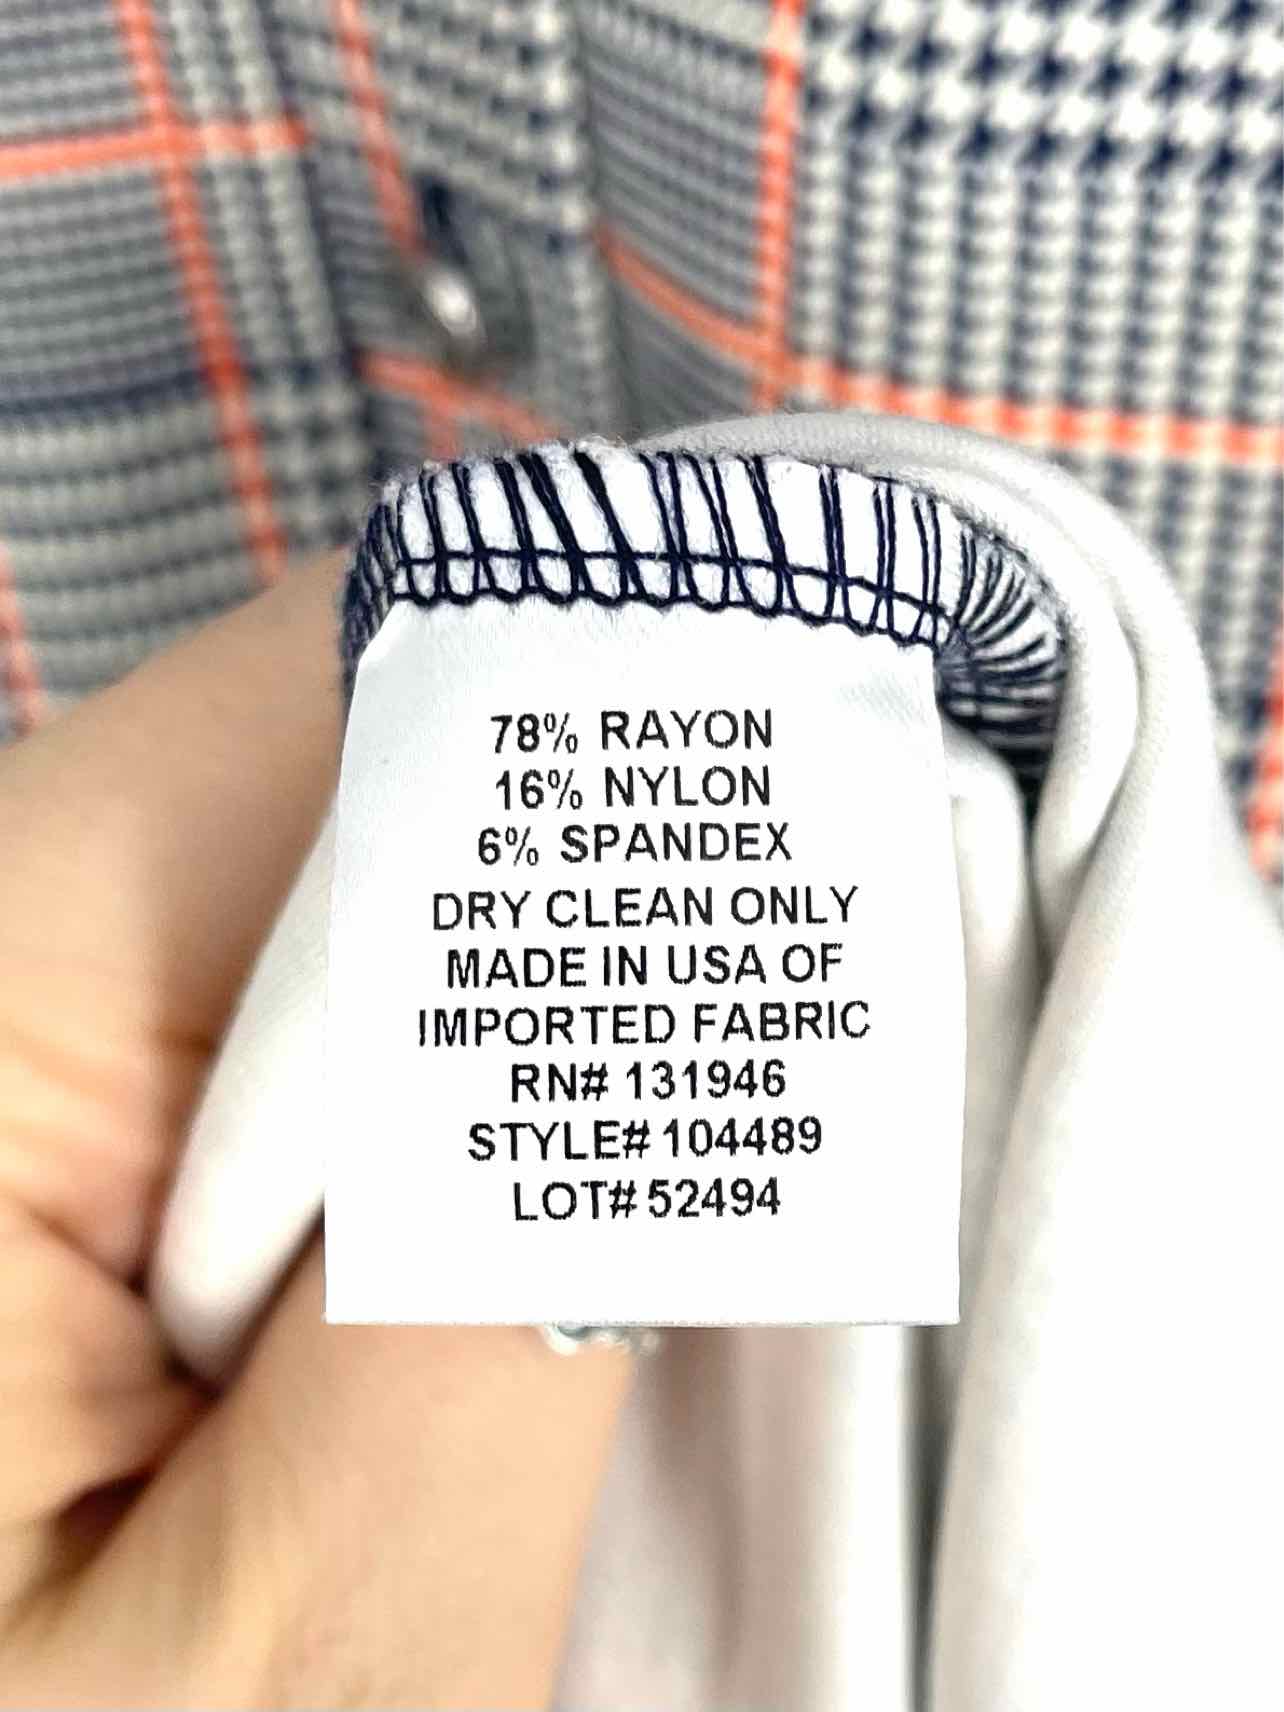 78% RAYON
16% NYLON
6% SPANDEX
DRY CLEAN ONLY
MADE IN USA OF
IMPORTED FABRIC
RN# 131946
STYLE# 104489
LOT# 52494